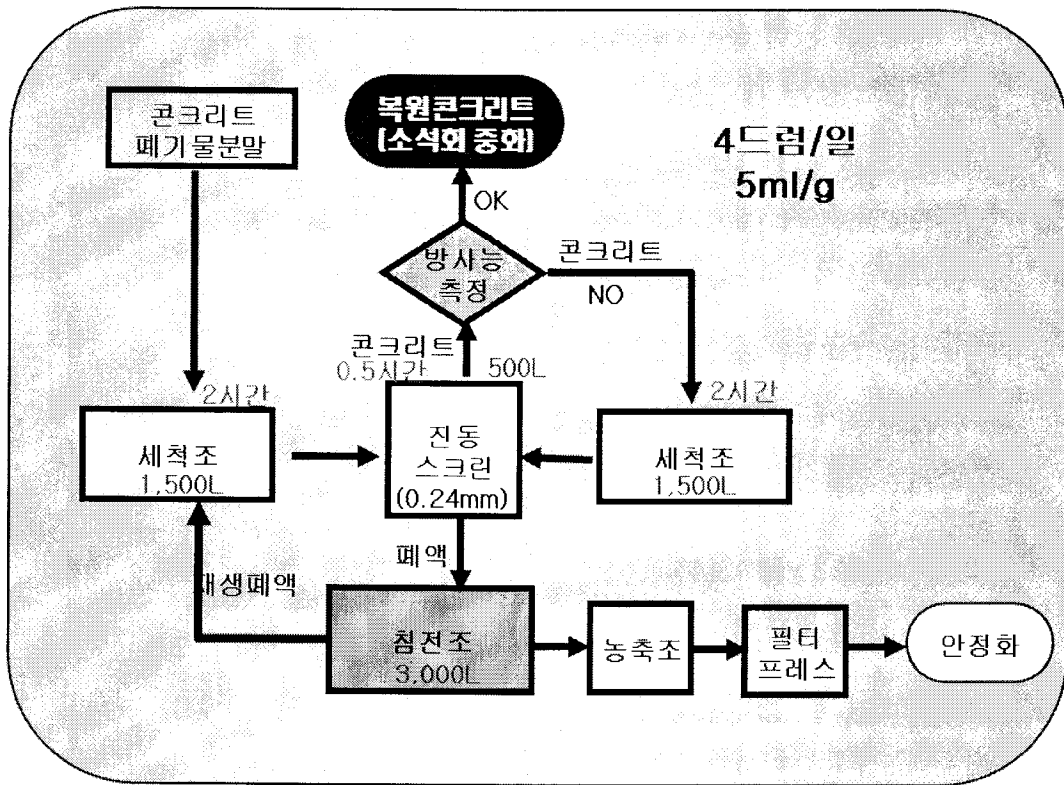 복원콘크리트
(소석회 중화)
콘크리트
폐기물분말
4드럼/일
5ml/g
OK
방사능
측정
콘크리트
NO
콘크리트
0.5시간
500L
2시간
2시간
세척조
1,500L
진동
스크린
(0.24mm)
세척조
1,500L
폐액
재생폐액
침전조
3,000L
농축조
필터
프레스
안정화